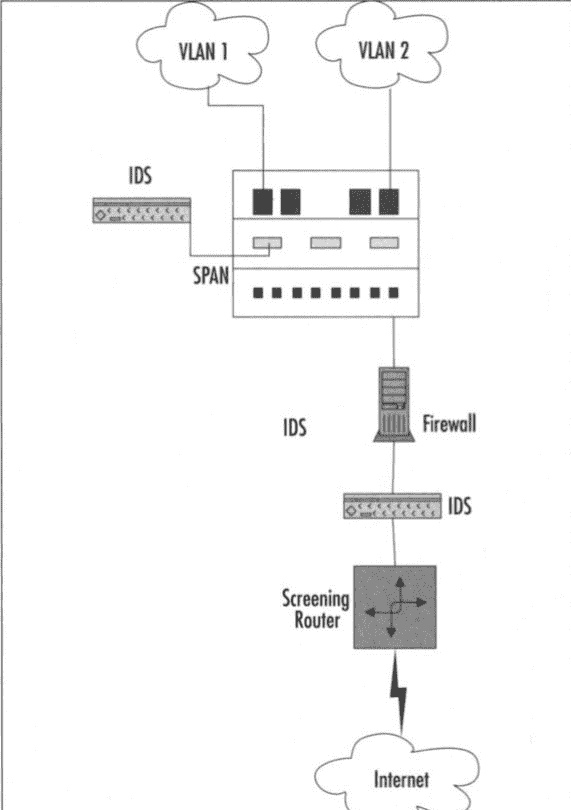 VLAN 1
VLAN 2
IDS
SPAN
IDS
Firewall
IDS
Screening
Router
Internet